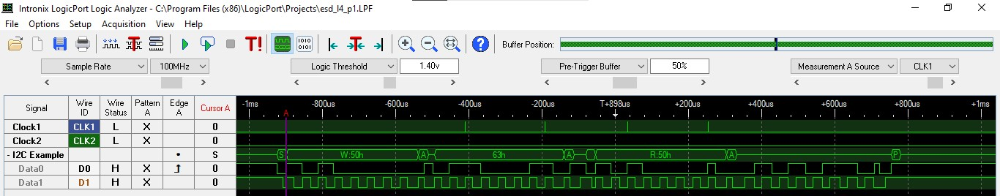 Intronix LogicPort Logic Analyzer - C:\Program Files (x86)\LogicPort\Projects\esd_l4_p1.LPF
File Options Setup Acquisition View Help
T! 1010 0101 T ? Buffer Position:
Sample Rate 100MHz Logic Threshold 1.40v Pre-Trigger Buffer 50% Measurement A Source CLK1
Signal Wire ID Wire Status Pattern A Edge A Cursor A -1ms -800us -600us -400us -200us T+898us +200us +400us +600us +800us +1ms
A
Clock1 CLK1 L X 0
Clock2 CLK2 L X 0
- I2C Example • S S W:50h A 63h A R:50h A P
Data0 D0 H X 0
Data1 D1 H X 0